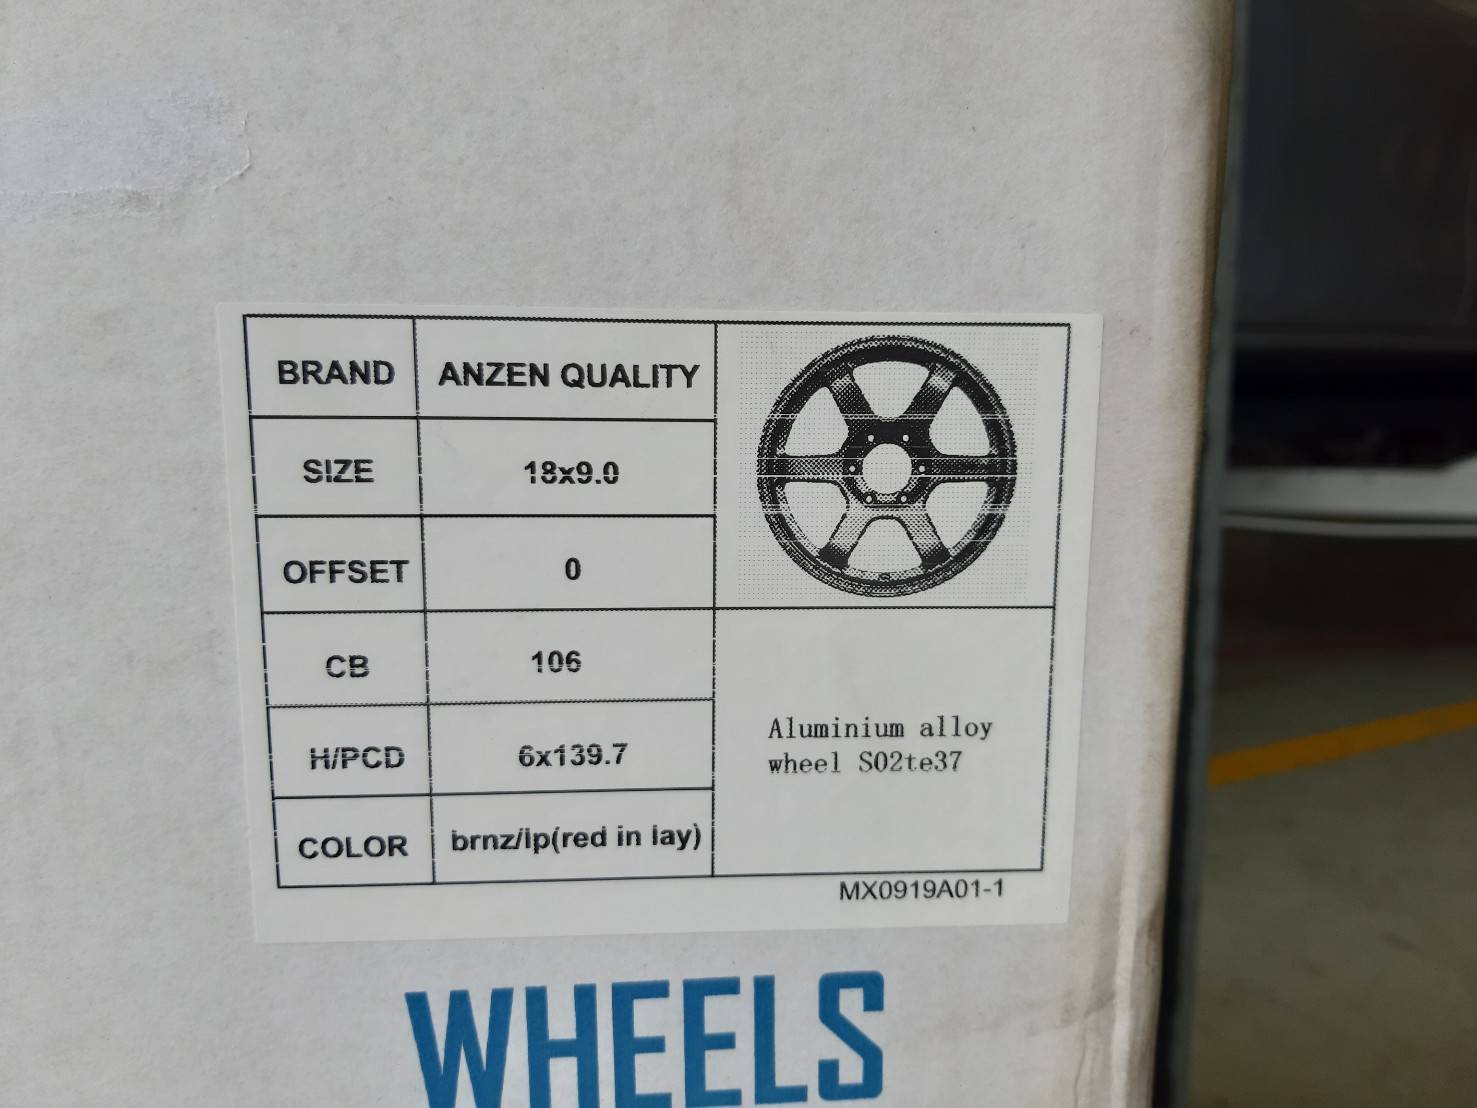 BRAND ANZEN QUALITY
SIZE 18x9.0
OFFSET 0
CB 106
H/PCD 6x139.7
COLOR brnz/lp(red in lay)
Aluminium alloy
wheel S02te37
MX0919A01-1
WHEELS